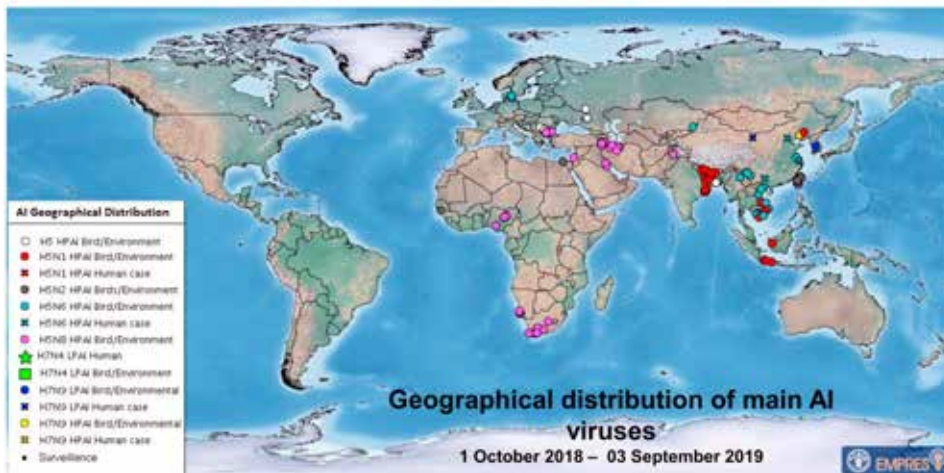 AI Geographical Distribution
H5 HPAI Bird/Environment
H5N1 HPAI Bird/Environment
H5N1 HPAI Human case
H5N2 HPAI Birds/Environment
H5N6 HPAI Bird/Environment
H5N6 HPAI Human case
H5N8 HPAI Bird/Environment
H7N4 LPAI Human
H7N4 LPAI Bird/Environment
H7N9 LPAI Bird/Environmental
H7N9 LPAI Human case
H7N9 HPAI Bird/Environmental
H7N9 HPAI Human case
Surveillence
Geographical distribution of main AI
viruses
1 October 2018 – 03 September 2019
EMPRES